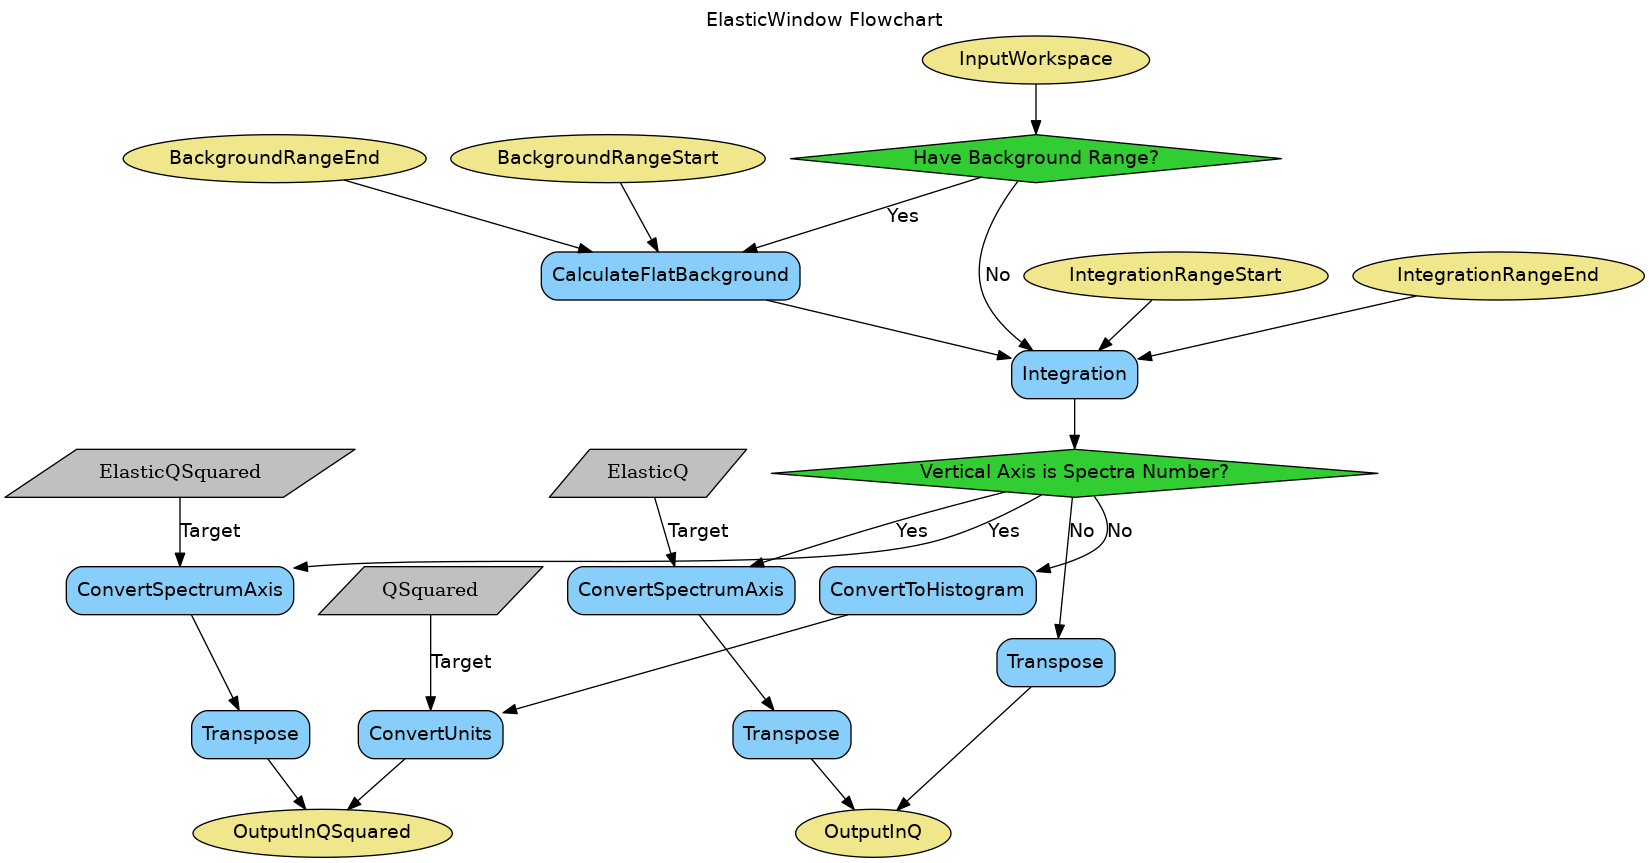 ElasticWindow Flowchart
InputWorkspace
BackgroundRangeEnd
BackgroundRangeStart
Have Background Range?
Yes
CalculateFlatBackground
No
IntegrationRangeStart
IntegrationRangeEnd
Integration
ElasticQSquared
ElasticQ
Vertical Axis is Spectra Number?
Target
Target
Yes
Yes
No
No
ConvertSpectrumAxis
QSquared
ConvertSpectrumAxis
ConvertToHistogram
Target
Transpose
Transpose
ConvertUnits
Transpose
OutputInQSquared
OutputInQ